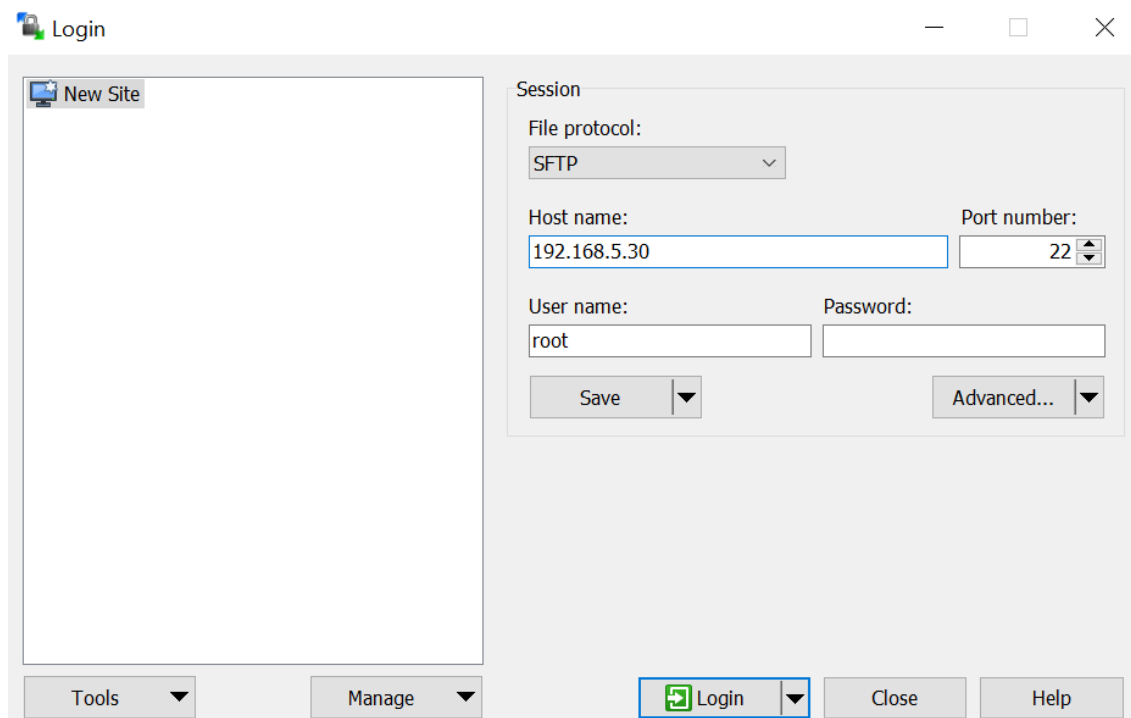 Login
New Site
Session
File protocol:
SFTP
Host name: Port number:
192.168.5.30 22
User name: Password:
root
Save Advanced...
Tools Manage Login Close Help